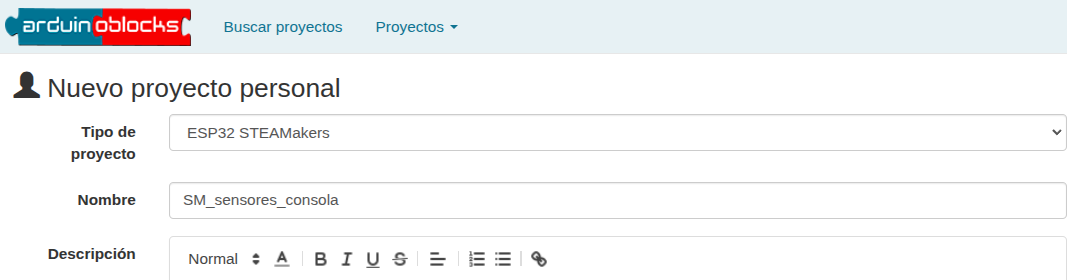 arduinoblocks Buscar proyectos Proyectos
Nuevo proyecto personal
Tipo de proyecto ESP32 STEAMakers
Nombre SM_sensores_consola
Descripción Normal A B I U S